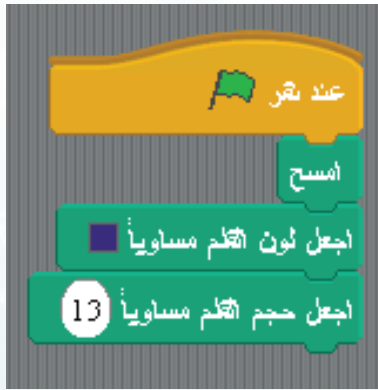 عند نقر
امسح
اجعل لون القلم مساوياً
اجعل حجم القلم مساوياً 13